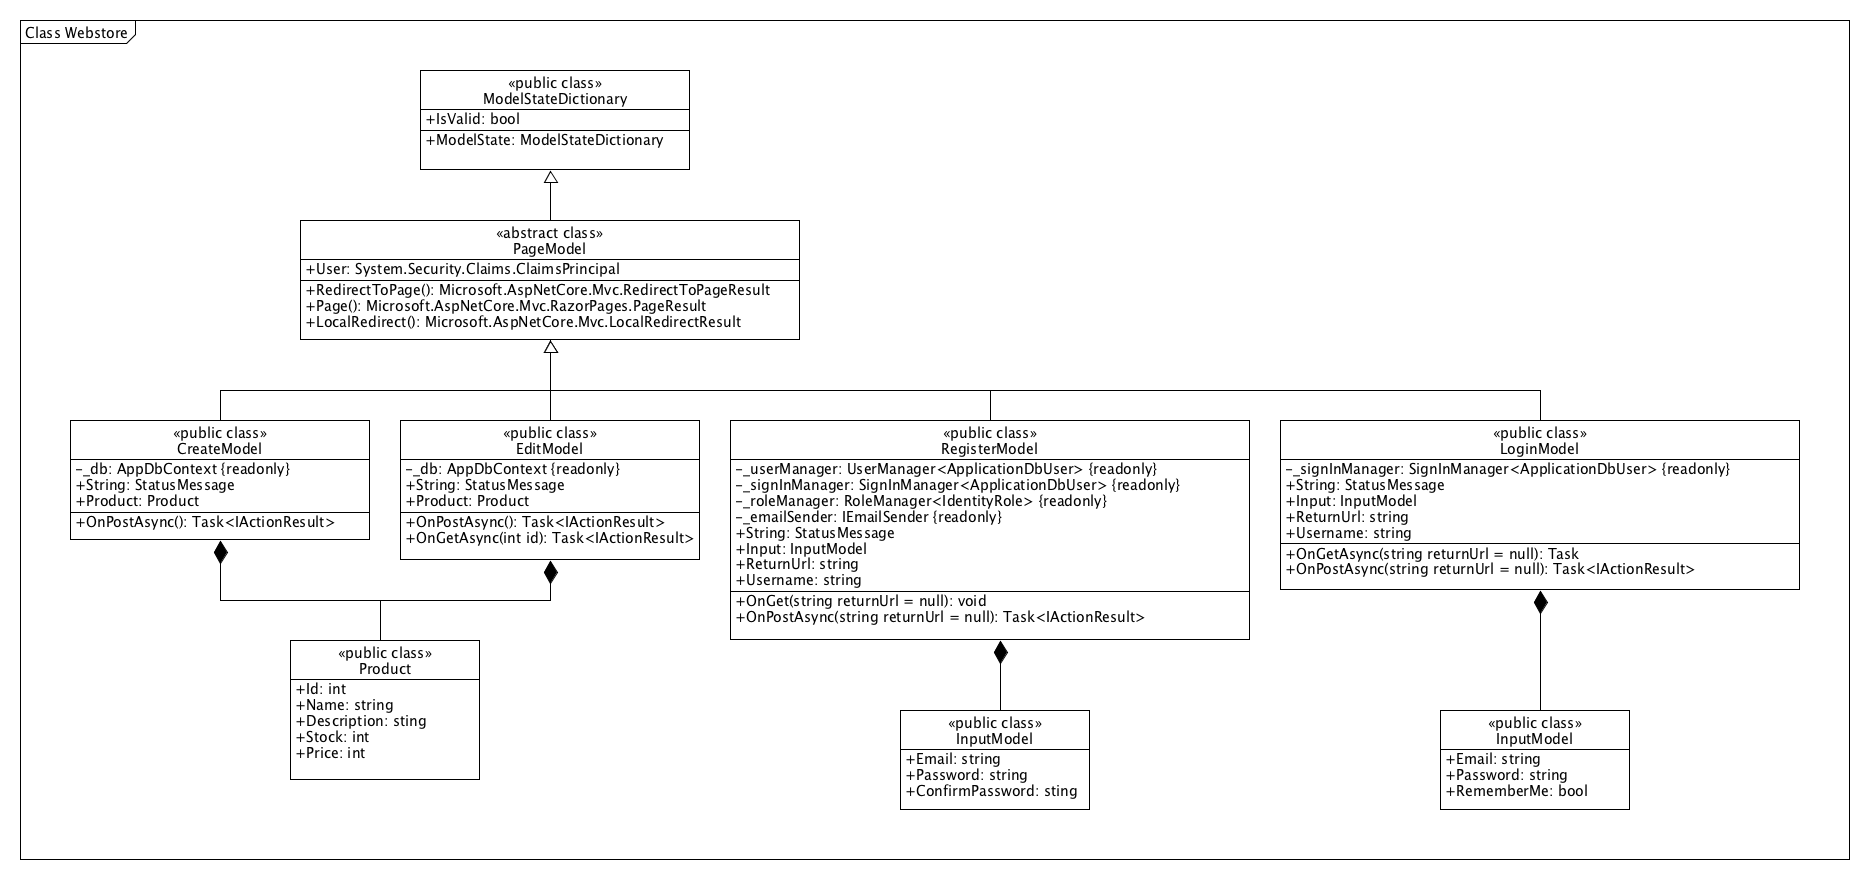 Class Webstore
«public class»
ModelStateDictionary
+IsValid: bool
+ModelState: ModelStateDictionary
«abstract class»
PageModel
+User: System.Security.Claims.ClaimsPrincipal
+RedirectToPage(): Microsoft.AspNetCore.Mvc.RedirectToPageResult
+Page(): Microsoft.AspNetCore.Mvc.RazorPages.PageResult
+LocalRedirect(): Microsoft.AspNetCore.Mvc.LocalRedirectResult
«public class»
CreateModel
-_db: AppDbContext {readonly}
+String: StatusMessage
+Product: Product
+OnPostAsync(): Task<IActionResult>
«public class»
EditModel
-_db: AppDbContext {readonly}
+String: StatusMessage
+Product: Product
+OnPostAsync(): Task<IActionResult>
+OnGetAsync(int id): Task<IActionResult>
«public class»
RegisterModel
-_userManager: UserManager<ApplicationDbUser> {readonly}
-_signInManager: SignInManager<ApplicationDbUser> {readonly}
-_roleManager: RoleManager<IdentityRole> {readonly}
-_emailSender: IEmailSender {readonly}
+String: StatusMessage
+Input: InputModel
+ReturnUrl: string
+Username: string
+OnGet(string returnUrl = null): void
+OnPostAsync(string returnUrl = null): Task<IActionResult>
«public class»
LoginModel
-_signInManager: SignInManager<ApplicationDbUser> {readonly}
+String: StatusMessage
+Input: InputModel
+ReturnUrl: string
+Username: string
+OnGetAsync(string returnUrl = null): Task
+OnPostAsync(string returnUrl = null): Task<IActionResult>
«public class»
Product
+Id: int
+Name: string
+Description: sting
+Stock: int
+Price: int
«public class»
InputModel
+Email: string
+Password: string
+ConfirmPassword: sting
«public class»
InputModel
+Email: string
+Password: string
+RememberMe: bool